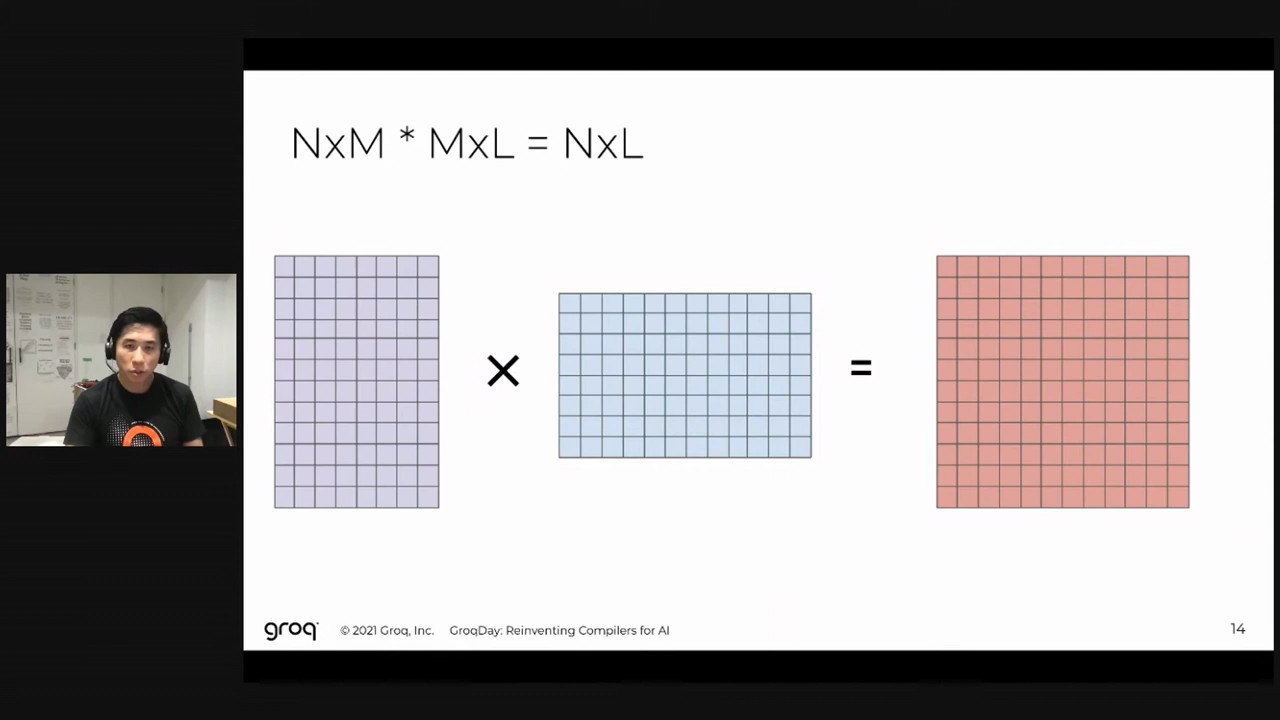 NxM * MxL = NxL
×
=
groq
© 2021 Groq, Inc. GroqDay: Reinventing Compilers for AI
14